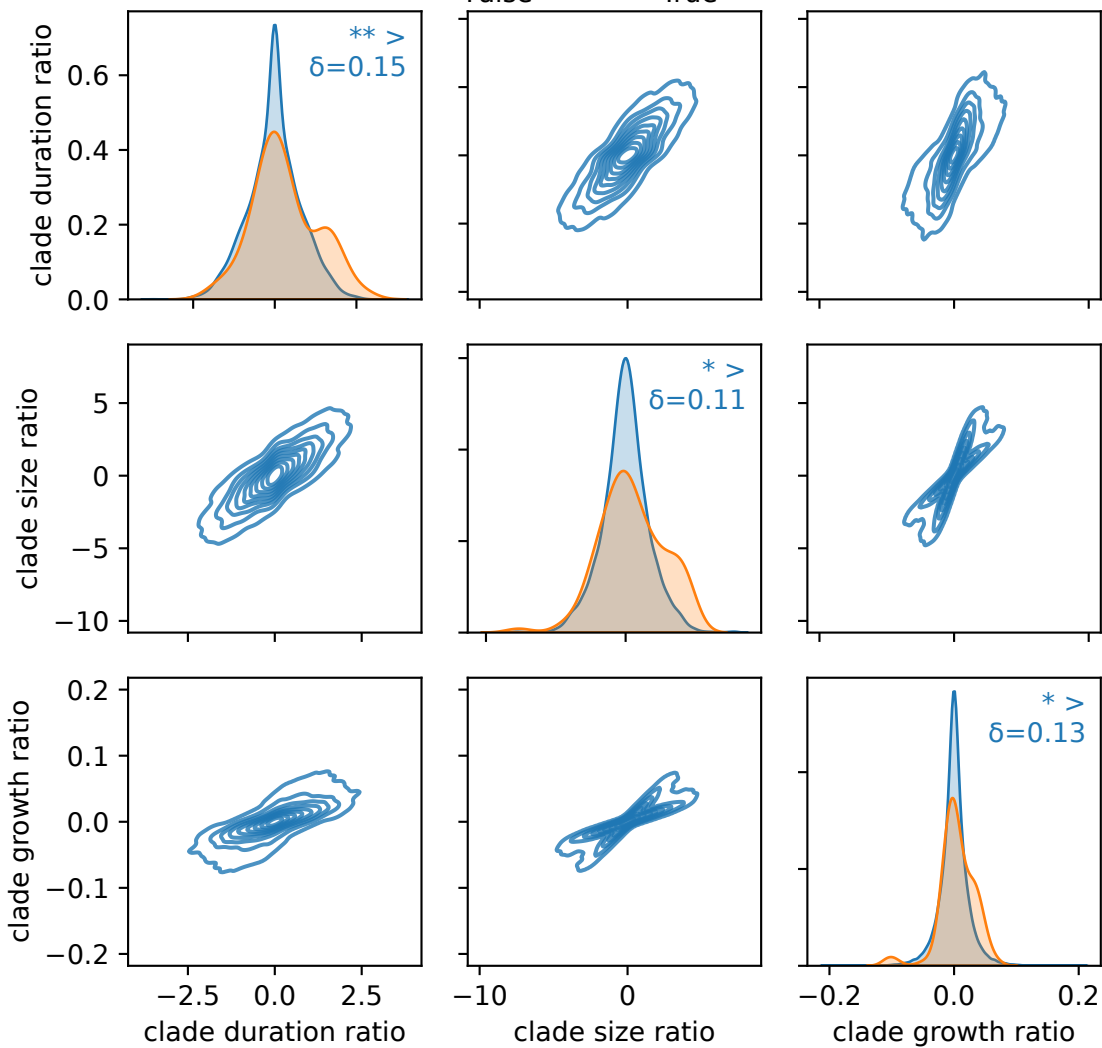 False True
clade duration ratio
0.6
0.4
0.2
0.0
** >
δ=0.15
clade size ratio
5
0
−5
−10
* >
δ=0.11
clade growth ratio
0.2
0.1
0.0
−0.1
−0.2
* >
δ=0.13
−2.5 0.0 2.5
−10 0
−0.2 0.0 0.2
clade duration ratio
clade size ratio
clade growth ratio